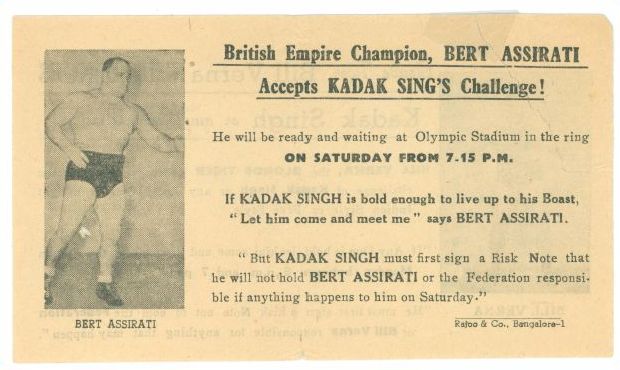 British Empire Champion, BERT ASSIRATI
Accepts KADAK SING'S Challenge!
He will be ready and waiting at Olympic Stadium in the ring
ON SATURDAY FROM 7-15 P.M.
If KADAK SINGH is bold enough to live up to his Boast,
"Let him come and meet me" says BERT ASSIRATI.
"But KADAK SINGH must first sign a Risk Note that
he will not hold BERT ASSIRATI or the Federation responsi-
ble if anything happens to him on Saturday."
BERT ASSIRATI
& Co., Bangalore-1